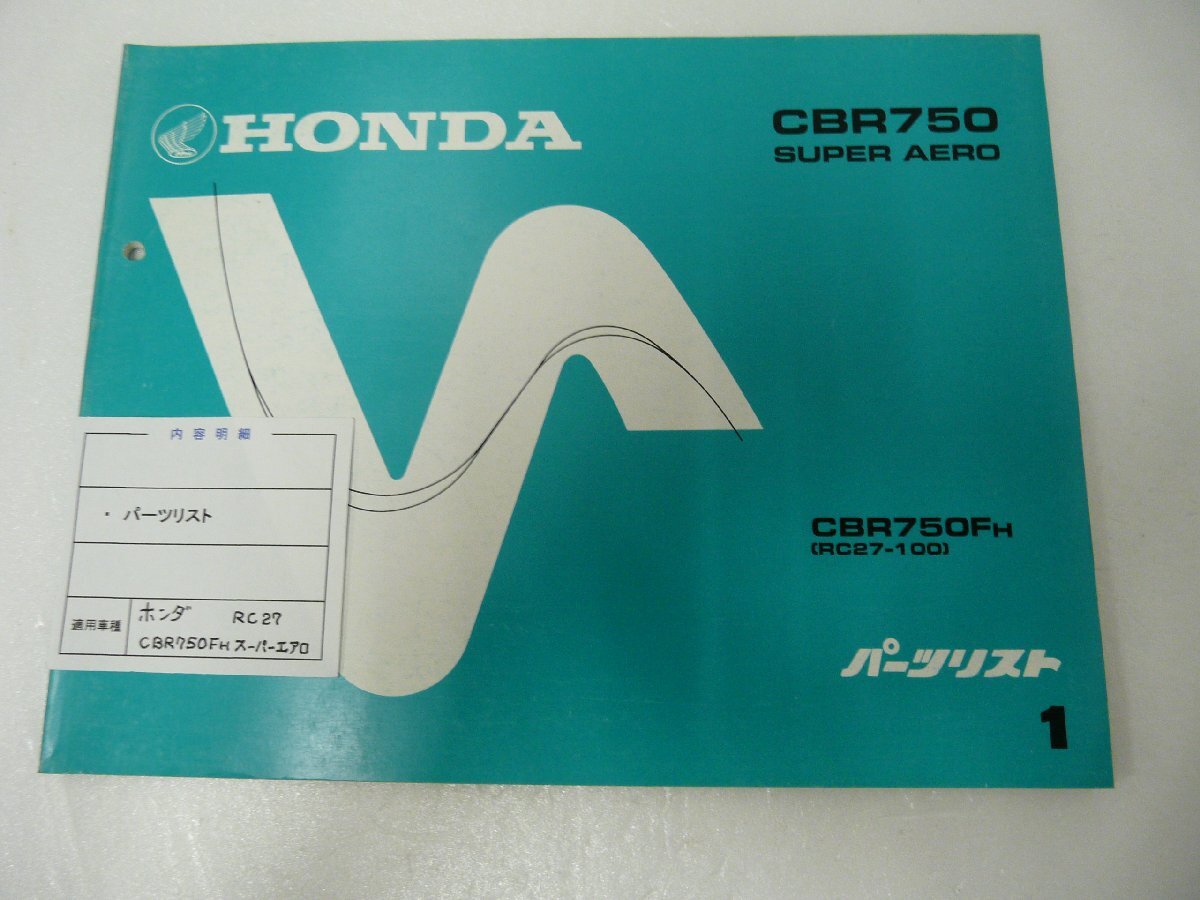 HONDA
CBR750
SUPER AERO
CBR750FH
(RC27-100)
パーツリスト
1
内容明細
・ パーツリスト
適用車種
ホンダ RC27
CBR750FH スーパーエアロ